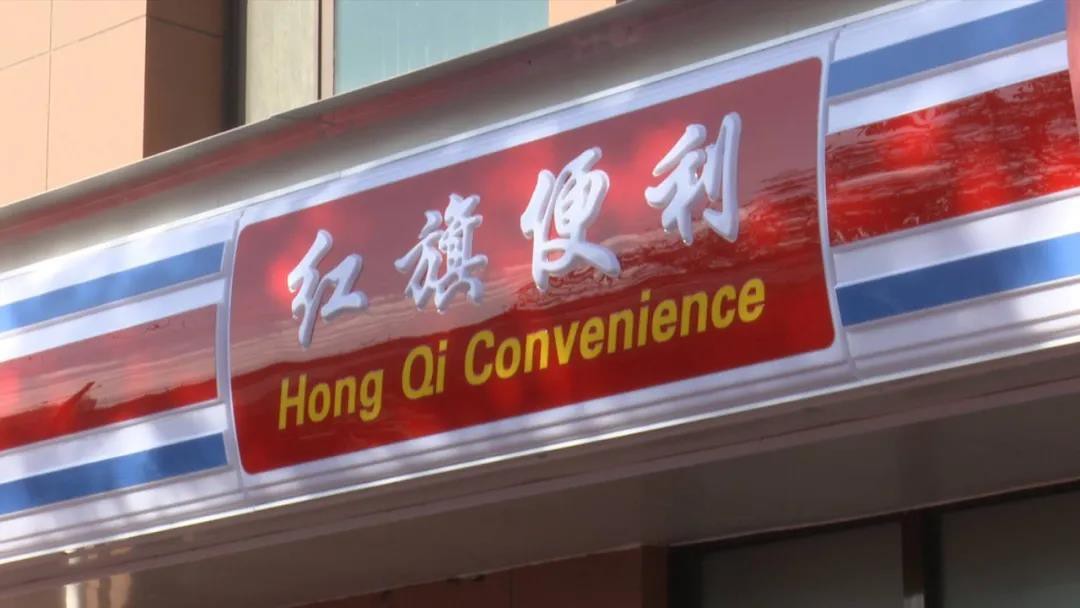 红旗便利
Hong Qi Convenience